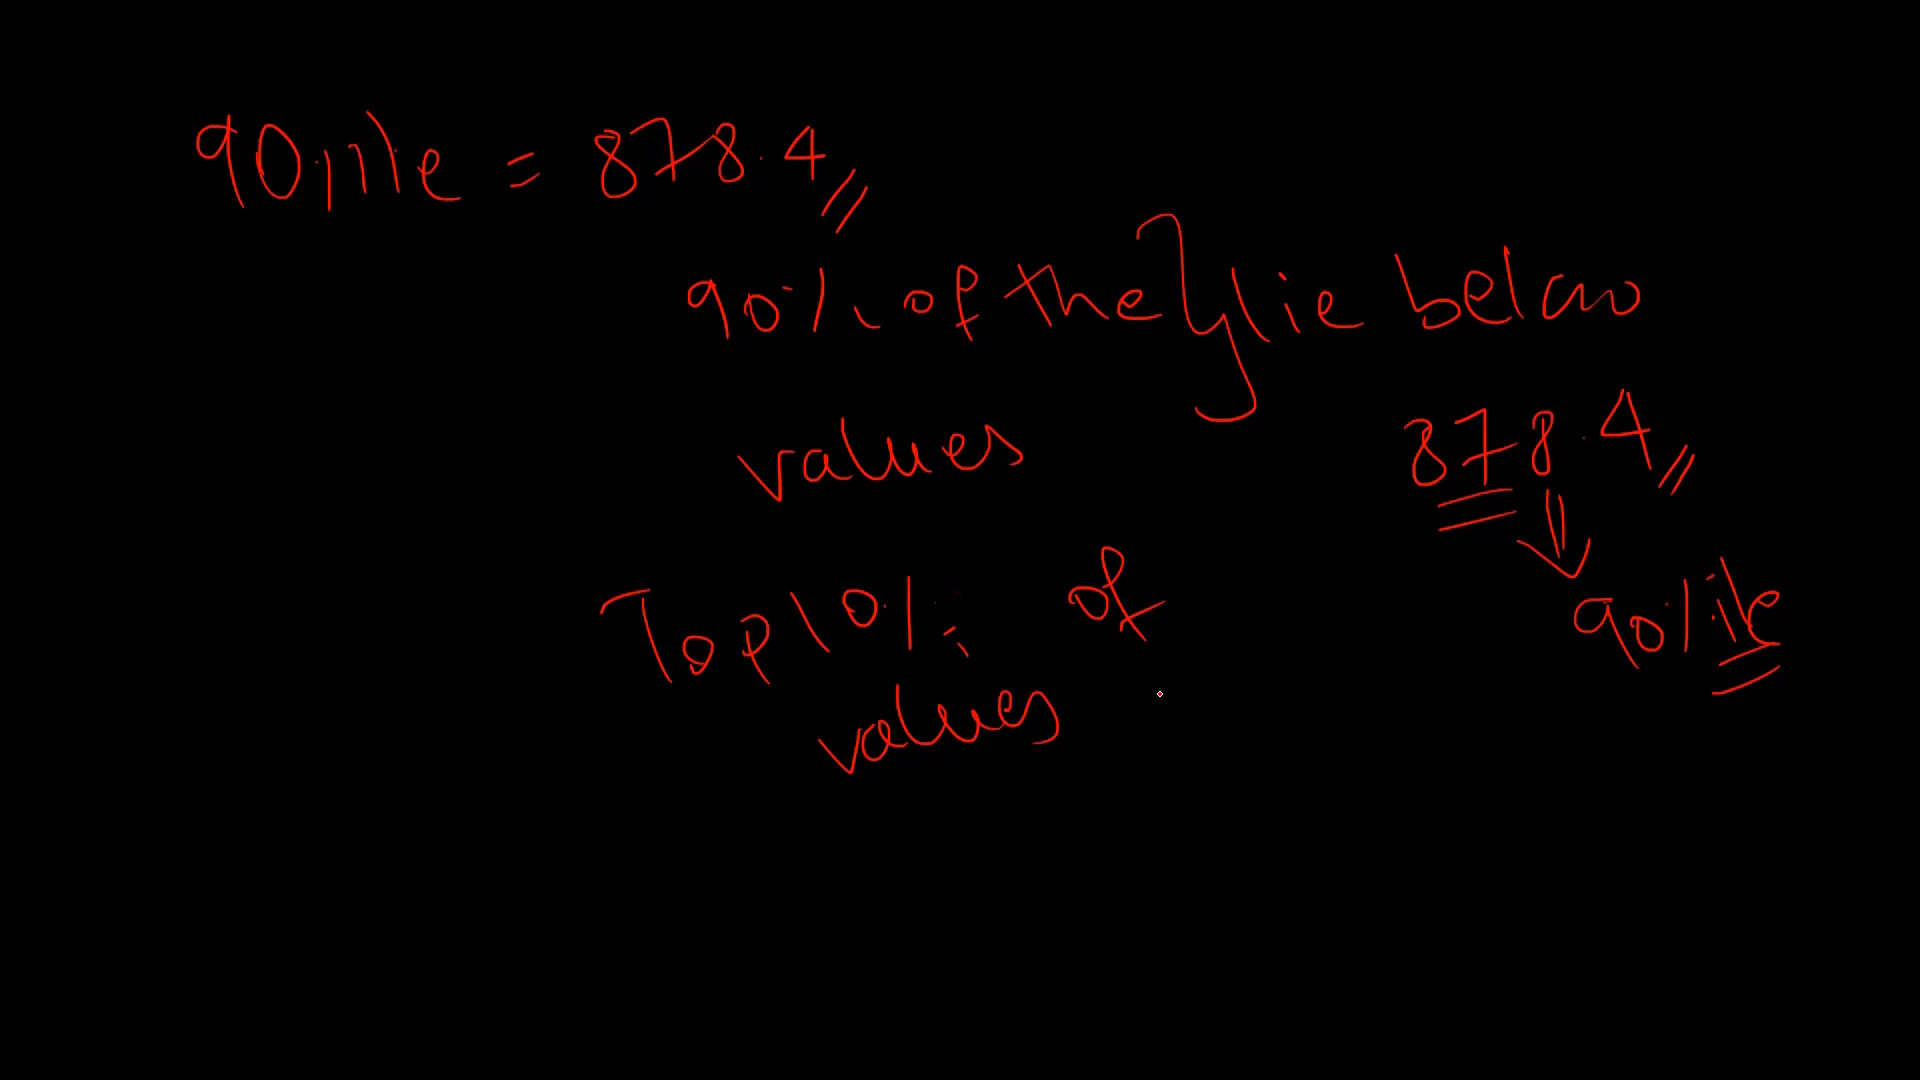 90%ile = 878.4
90% of the } lie below
values
878.4
90%ile
Top 10% of
values